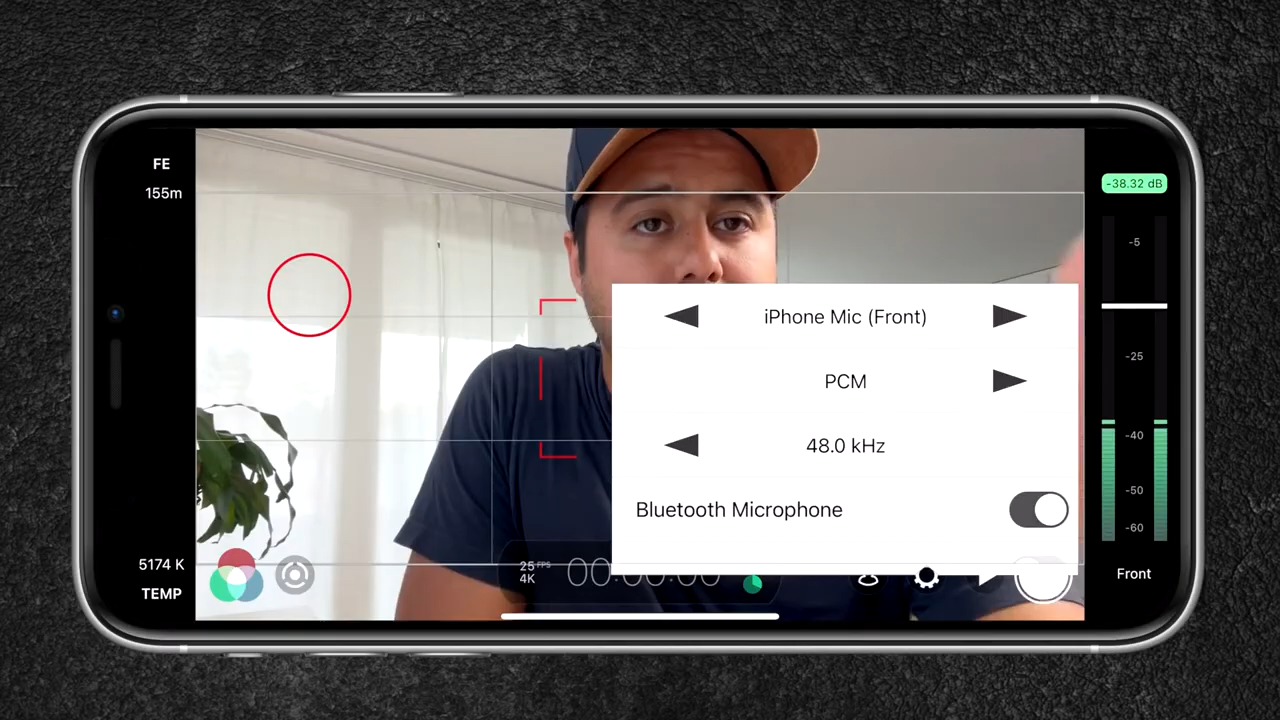 FE
155m
-38.32 dB
-5
-25
-40
-50
-60
Front
iPhone Mic (Front)
PCM
48.0 kHz
Bluetooth Microphone
5174 K
TEMP
25 FPS
4K